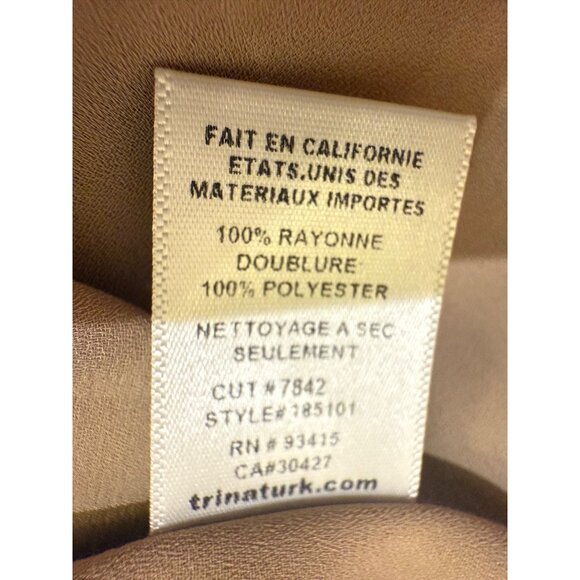 FAIT EN CALIFORNIE
ETATS.UNIS DES
MATERIAUX IMPORTES
100% RAYONNE
DOUBLURE
100% POLYESTER
NETTOYAGE A SEC
SEULEMENT
CUT # 7842
STYLE# 185101
RN # 93415
CA#30427
trinaturk.com